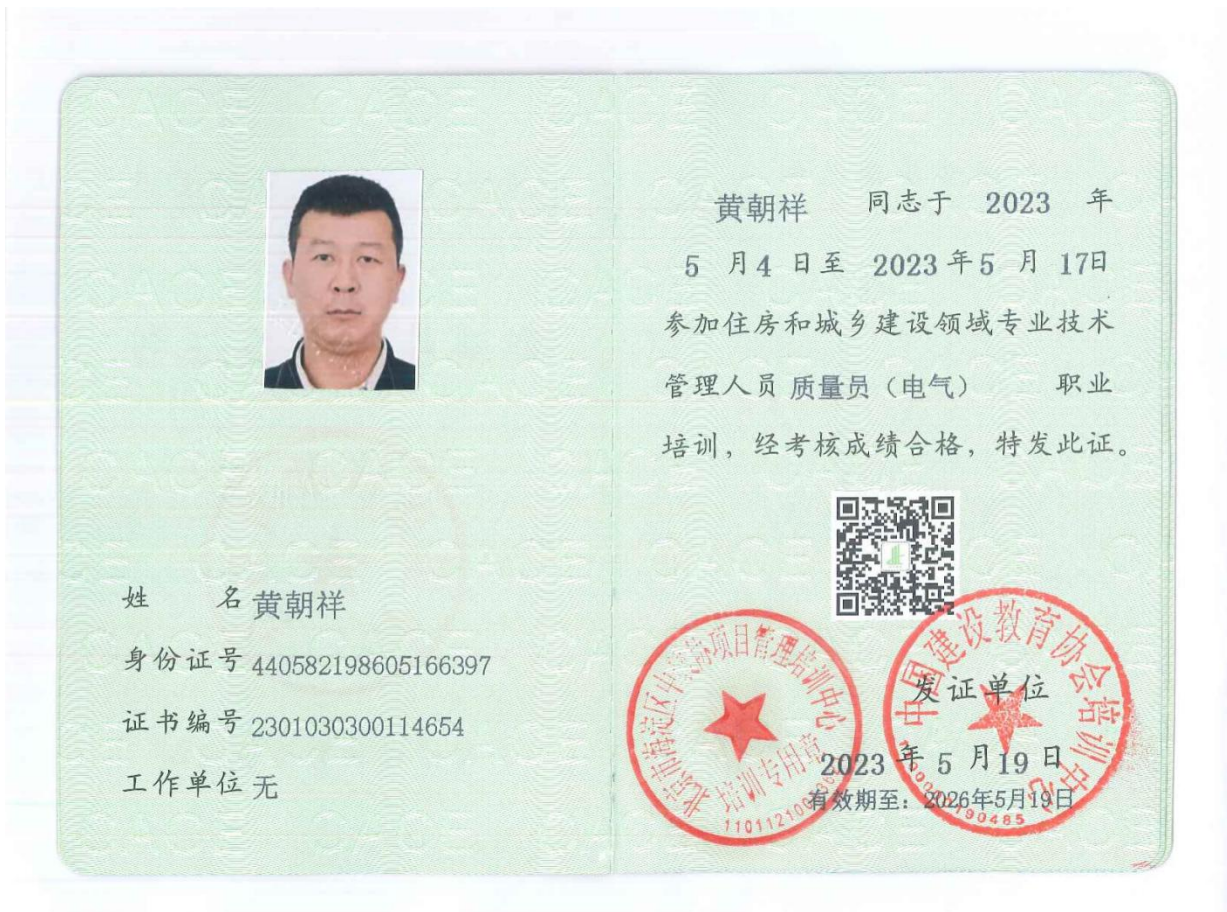 黄朝祥 同志于 2023 年
5 月 4 日至 2023 年 5 月 17日
参加住房和城乡建设领域专业技术
管理人员 质量员（电气） 职业
培训，经考核成绩合格，特发此证。
姓 名 黄朝祥
身份证号 440582198605166397
证书编号 2301030300114654
工作单位 无
中国建设教育协会培训中心
发证单位
2023 年 5 月 19 日
有效期至：2026年5月19日
培训专用章
CACE